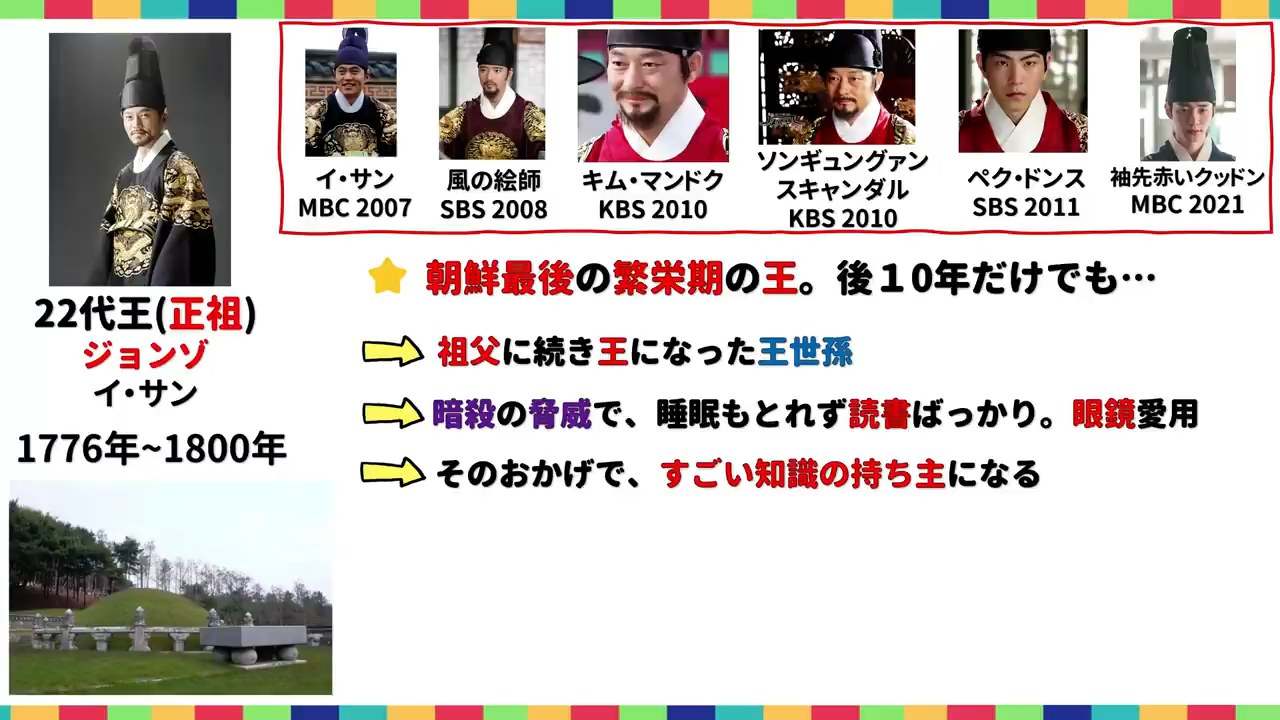 イ・サン
MBC 2007
風の絵師
SBS 2008
キム・マンドク
KBS 2010
ソンギュングァン
スキャンダル
KBS 2010
ペク・ドンス
SBS 2011
袖先赤いクッドン
MBC 2021
22代王(正祖)
ジョンゾ
イ・サン
1776年~1800年
朝鮮最後の繁栄期の王。後１0年だけでも…
祖父に続き王になった王世孫
暗殺の脅威で、睡眠もとれず読書ばっかり。眼鏡愛用
そのおかげで、すごい知識の持ち主になる